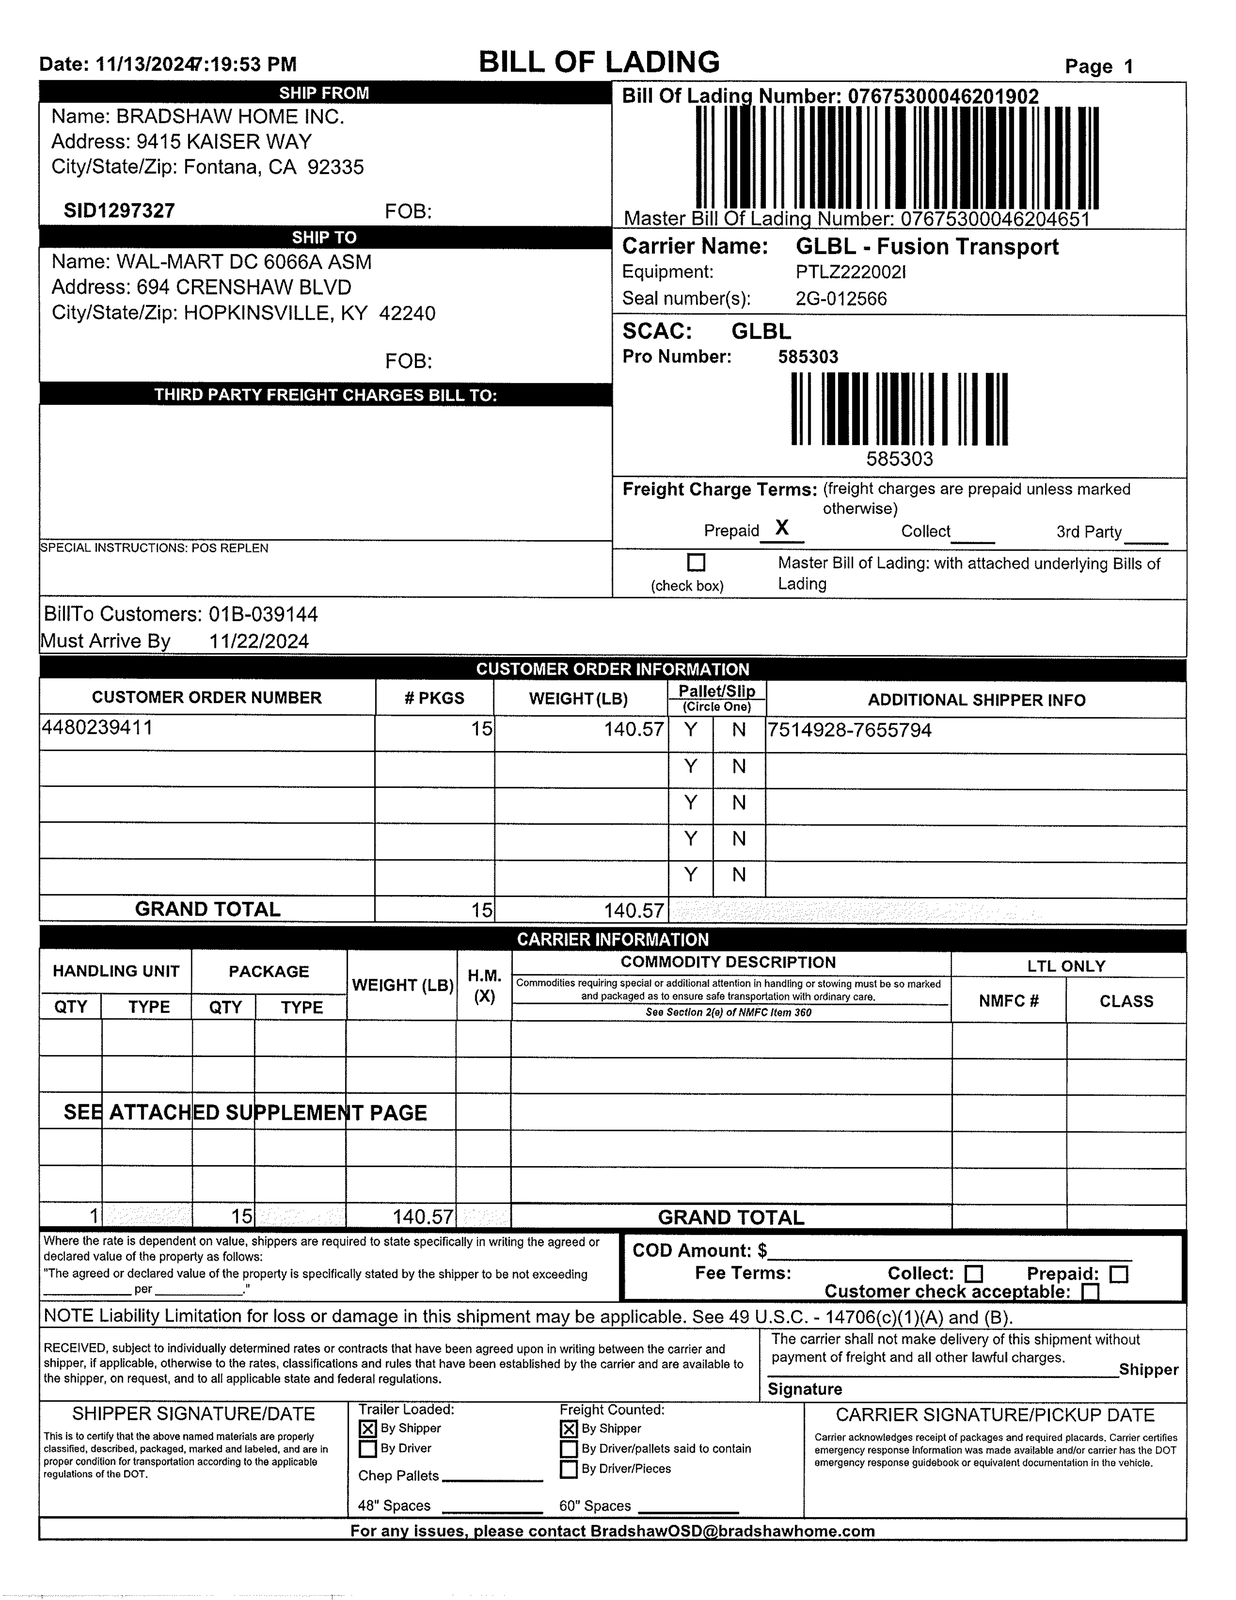 Date: 11/13/20247:19:53 PM
BILL OF LADING
Page 1
SHIP FROM
Name: BRADSHAW HOME INC.
Address: 9415 KAISER WAY
City/State/Zip: Fontana, CA 92335
SID1297327 FOB:
Bill Of Lading Number: 07675300046201902
Master Bill Of Lading Number: 07675300046204651
SHIP TO
Name: WAL-MART DC 6066A ASM
Address: 694 CRENSHAW BLVD
City/State/Zip: HOPKINSVILLE, KY 42240
FOB:
Carrier Name: GLBL - Fusion Transport
Equipment: PTLZ222002I
Seal number(s): 2G-012566
SCAC: GLBL
Pro Number: 585303
585303
THIRD PARTY FREIGHT CHARGES BILL TO:
SPECIAL INSTRUCTIONS: POS REPLEN
Freight Charge Terms: (freight charges are prepaid unless marked
otherwise)
Prepaid X Collect 3rd Party
(check box)
Master Bill of Lading: with attached underlying Bills of
Lading
BillTo Customers: 01B-039144
Must Arrive By 11/22/2024
CUSTOMER ORDER INFORMATION
CUSTOMER ORDER NUMBER # PKGS WEIGHT (LB) Pallet/Slip (Circle One) ADDITIONAL SHIPPER INFO
4480239411 15 140.57 Y N 7514928-7655794
Y N
Y N
Y N
Y N
GRAND TOTAL 15 140.57
CARRIER INFORMATION
HANDLING UNIT PACKAGE WEIGHT (LB) H.M. (X) COMMODITY DESCRIPTION LTL ONLY
Commodities requiring special or additional attention in handling or stowing must be so marked
and packaged as to ensure safe transportation with ordinary care.
See Section 2(e) of NMFC Item 360
QTY TYPE QTY TYPE NMFC # CLASS
SEE ATTACHED SUPPLEMENT PAGE
1 15 140.57 GRAND TOTAL
Where the rate is dependent on value, shippers are required to state specifically in writing the agreed or
declared value of the property as follows:
"The agreed or declared value of the property is specifically stated by the shipper to be not exceeding
____________ per ____________."
COD Amount: $
Fee Terms: Collect: Prepaid:
Customer check acceptable:
NOTE Liability Limitation for loss or damage in this shipment may be applicable. See 49 U.S.C. - 14706(c)(1)(A) and (B).
RECEIVED, subject to individually determined rates or contracts that have been agreed upon in writing between the carrier and
shipper, if applicable, otherwise to the rates, classifications and rules that have been established by the carrier and are available to
the shipper, on request, and to all applicable state and federal regulations.
The carrier shall not make delivery of this shipment without
payment of freight and all other lawful charges.
Shipper
Signature
SHIPPER SIGNATURE/DATE
This is to certify that the above named materials are properly
classified, described, packaged, marked and labeled, and are in
proper condition for transportation according to the applicable
regulations of the DOT.
Trailer Loaded:
X By Shipper
By Driver
Chep Pallets
48" Spaces
Freight Counted:
X By Shipper
By Driver/pallets said to contain
By Driver/Pieces
60" Spaces
CARRIER SIGNATURE/PICKUP DATE
Carrier acknowledges receipt of packages and required placards. Carrier certifies
emergency response information was made available and/or carrier has the DOT
emergency response guidebook or equivalent documentation in the vehicle.
For any issues, please contact BradshawOSD@bradshawhome.com